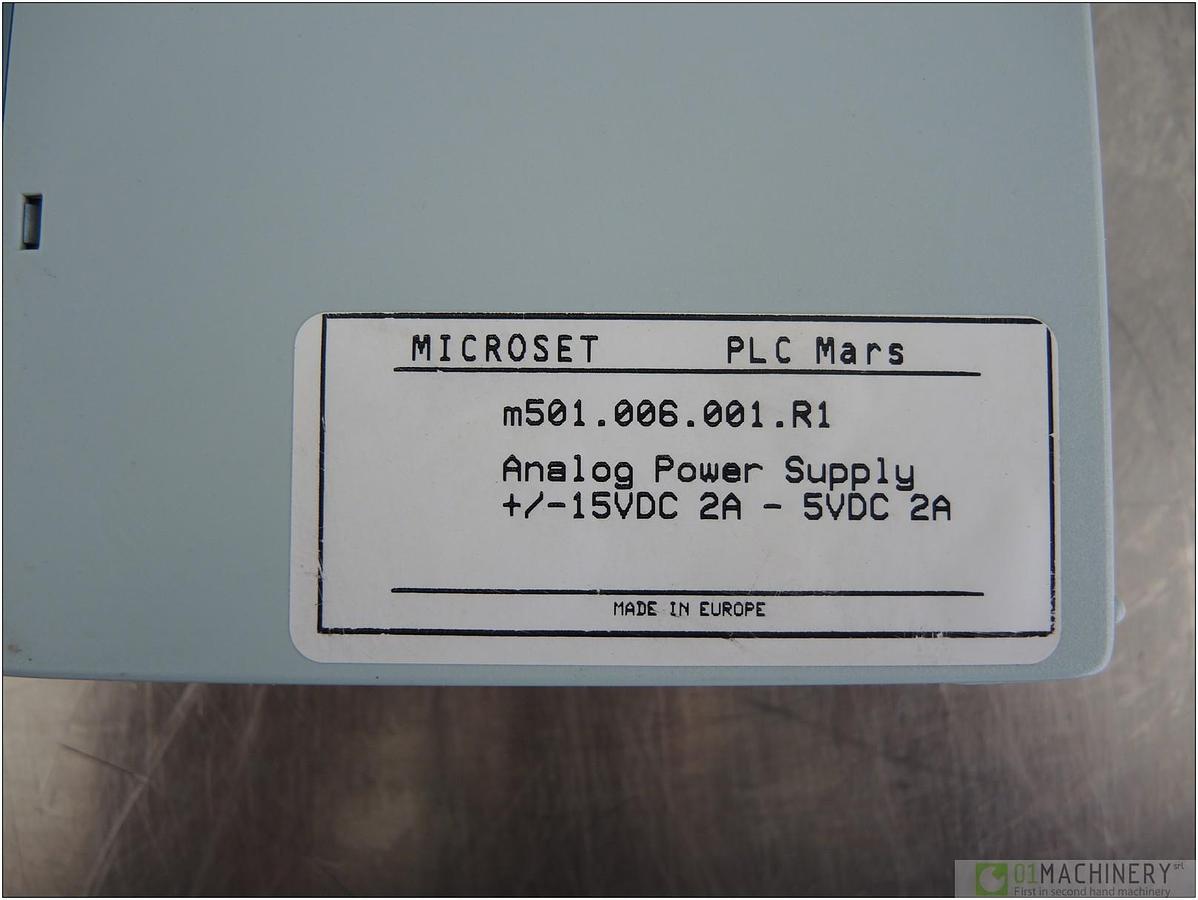 MICROSET PLC Mars
m501.006.001.R1
Analog Power Supply
+/-15VDC 2A - 5VDC 2A
MADE IN EUROPE
01MACHINERY srl
First in second hand machinery